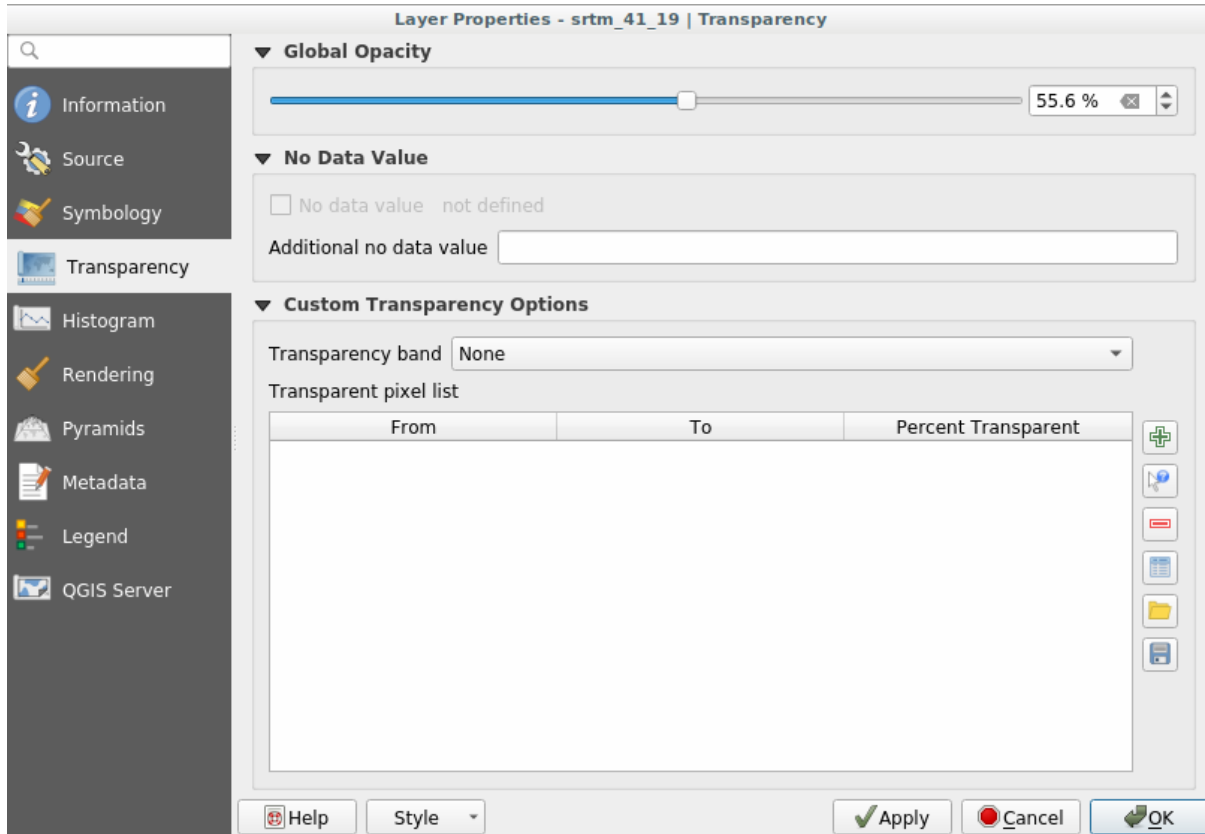 Layer Properties - srtm_41_19 | Transparency
Information
Source
Symbology
Transparency
Histogram
Rendering
Pyramids
Metadata
Legend
QGIS Server
Global Opacity
55.6 %
No Data Value
No data value not defined
Additional no data value
Custom Transparency Options
Transparency band None
Transparent pixel list
From To Percent Transparent
Help Style Apply Cancel OK